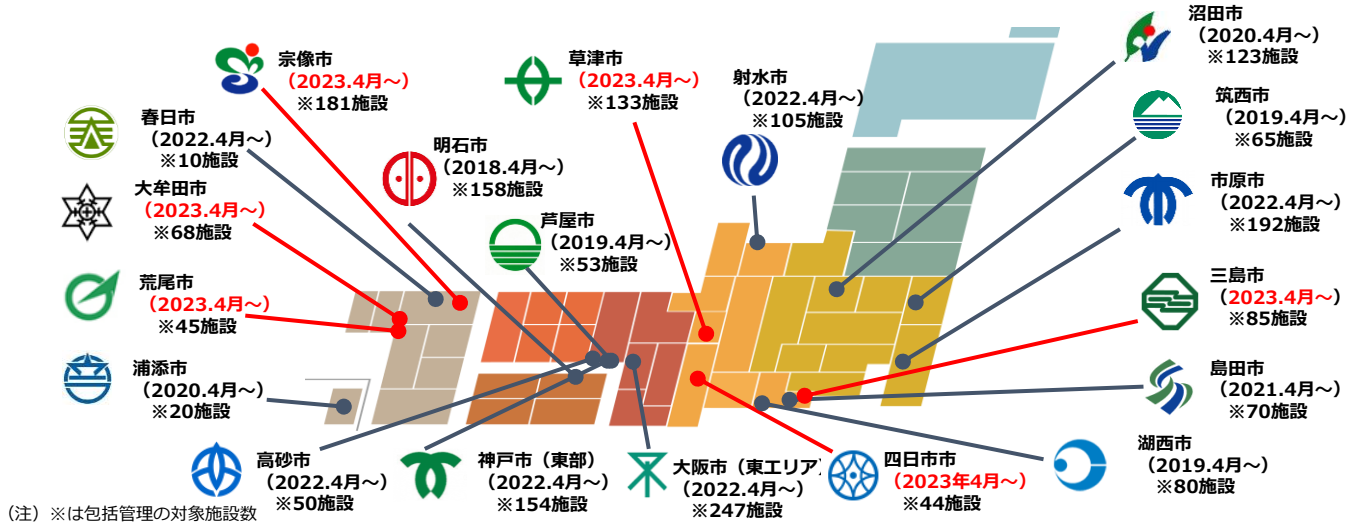 宗像市
(2023.4月～)
※181施設
草津市
(2023.4月～)
※133施設
射水市
(2022.4月～)
※105施設
沼田市
(2020.4月～)
※123施設
春日市
(2022.4月～)
※10施設
明石市
(2018.4月～)
※158施設
筑西市
(2019.4月～)
※65施設
大牟田市
(2023.4月～)
※68施設
芦屋市
(2019.4月～)
※53施設
市原市
(2022.4月～)
※192施設
荒尾市
(2023.4月～)
※45施設
三島市
(2023.4月～)
※85施設
浦添市
(2020.4月～)
※20施設
島田市
(2021.4月～)
※70施設
高砂市
(2022.4月～)
※50施設
神戸市（東部）
(2022.4月～)
※154施設
大阪市（東エリア）
(2022.4月～)
※247施設
四日市市
(2023年4月～)
※44施設
湖西市
(2019.4月～)
※80施設
（注）※は包括管理の対象施設数